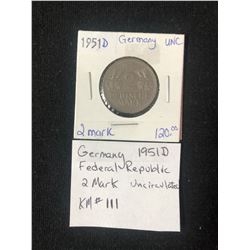 1951D Germany UNC
2 mark 120.00
Germany 1951D
Federal Republic
2 Mark Uncirculated
KM# 111